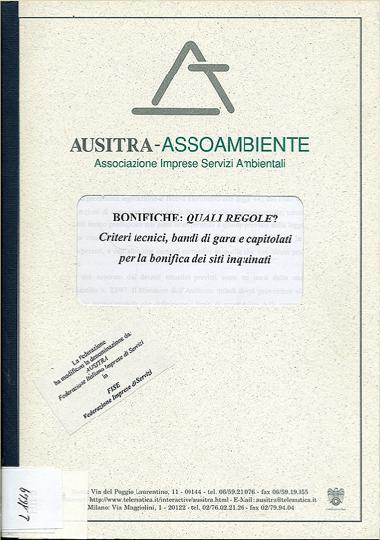 AUSITRA-ASSOAMBIENTE
Associazione Imprese Servizi Ambientali
BONIFICHE: QUALI REGOLE?
Criteri tecnici, bandi di gara e capitolati
per la bonifica dei siti inquinati
La Federazione
ha modificato la denominazione da:
AUSITRA
Federazione Italiana Imprese di Servizi
in
FISE
Federazione Imprese di Servizi
Via del Poggio Laurentino, 11 - 00144 - tel. 06/59.21076 - fax 06/59.19.355
http://www.telematica.it/interactive/ausitra.html - E-Mail: ausitra@telematica.it
Milano: Via Maggiolini, 1 - 20122 - tel. 02/76.02.21.26 - fax 02/79.94.04
L 1669